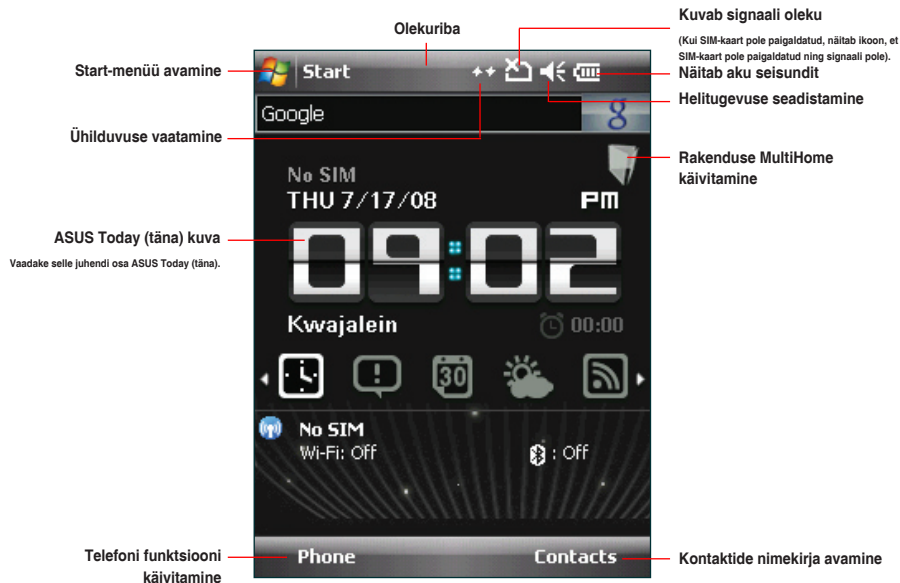 Olekuriba
Kuvab signaali oleku
(Kui SIM-kaart pole paigaldatud, näitab ikoon, et
SIM-kaart pole paigaldatud ning signaali pole).
Start-menüü avamine
Start
Näitab aku seisundit
Helitugevuse seadistamine
Google
g
Ühilduvuse vaatamine
Rakenduse MultiHome
käivitamine
No SIM
THU 7/17/08
PM
ASUS Today (täna) kuva
Vaadake selle juhendi osa ASUS Today (täna).
09:02
Kwajalein
00:00
30
No SIM
Wi-Fi: Off
: Off
Telefoni funktsiooni
käivitamine
Phone
Contacts
Kontaktide nimekirja avamine